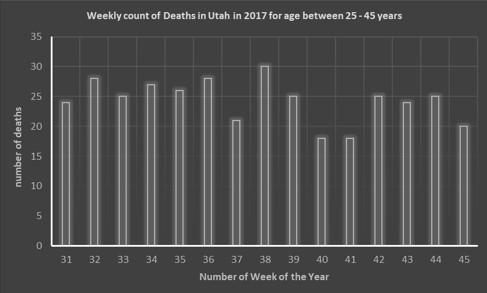 Weekly count of Deaths in Utah in 2017 for age between 25 - 45 years
35
30
25
20
15
10
5
0
number of deaths
31 32 33 34 35 36 37 38 39 40 41 42 43 44 45
Number of Week of the Year